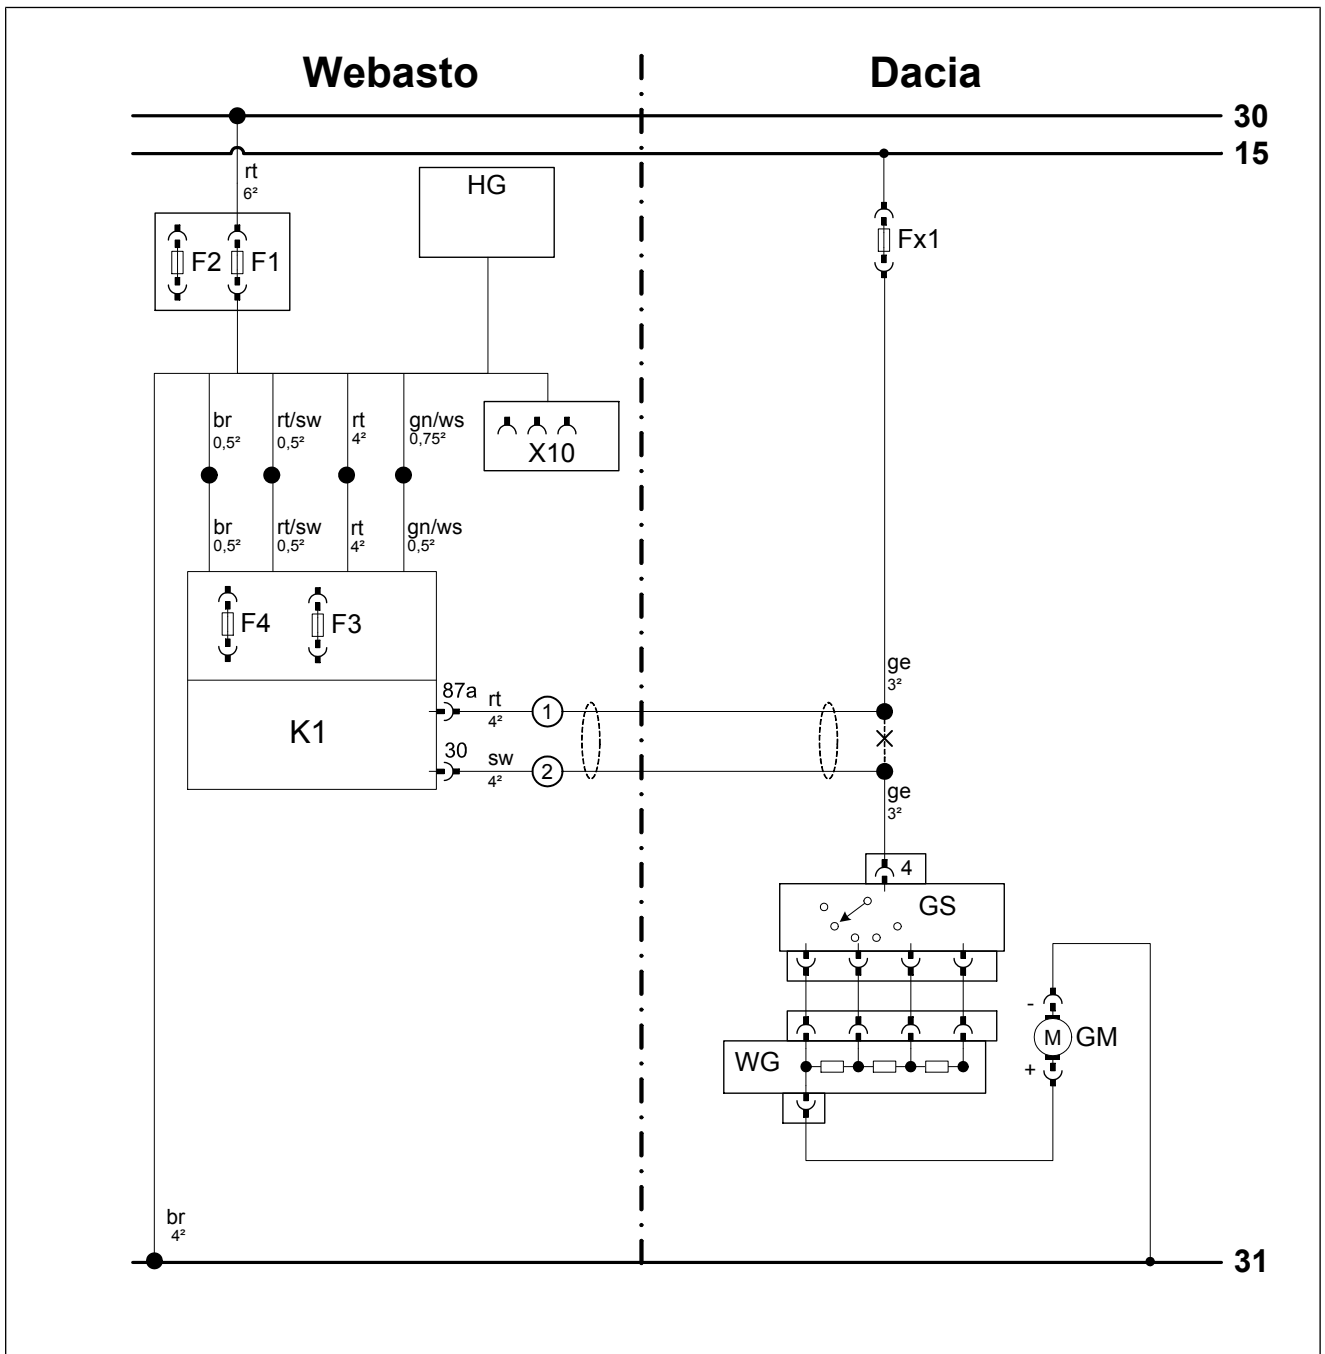 Webasto
Dacia
30
15
rt
6²
HG
F2
F1
Fx1
br
0,5²
rt/sw
0,5²
rt
4²
gn/ws
0,75²
X10
br
0,5²
rt/sw
0,5²
rt
4²
gn/ws
0,5²
F4
F3
K1
87a
rt
4²
1
30
sw
4²
2
ge
3²
ge
3²
4
GS
-
M
GM
+
WG
br
4²
31